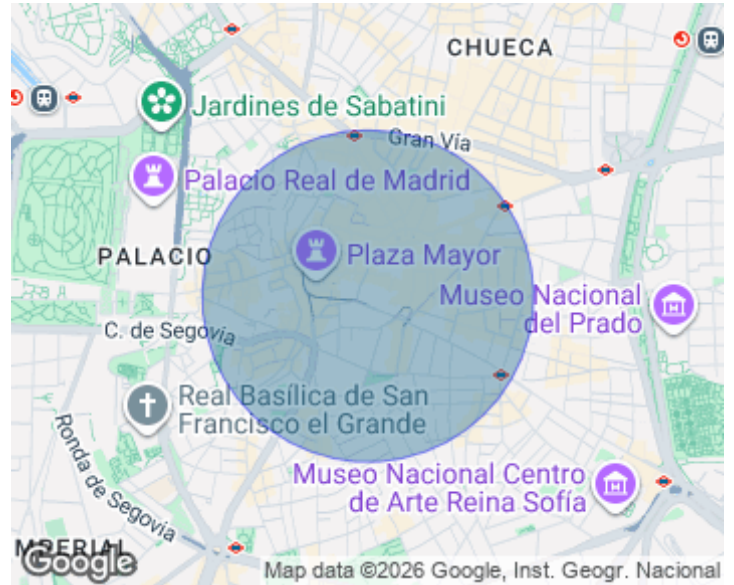 CHUECA
Jardines de Sabatini
Gran Vía
Palacio Real de Madrid
PALACIO
Plaza Mayor
Museo Nacional
del Prado
C. de Segovia
Real Basílica de San
Francisco el Grande
Ronda de Segovia
Museo Nacional Centro
de Arte Reina Sofía
MPERIAL
Google
Map data ©2026 Google, Inst. Geogr. Nacional